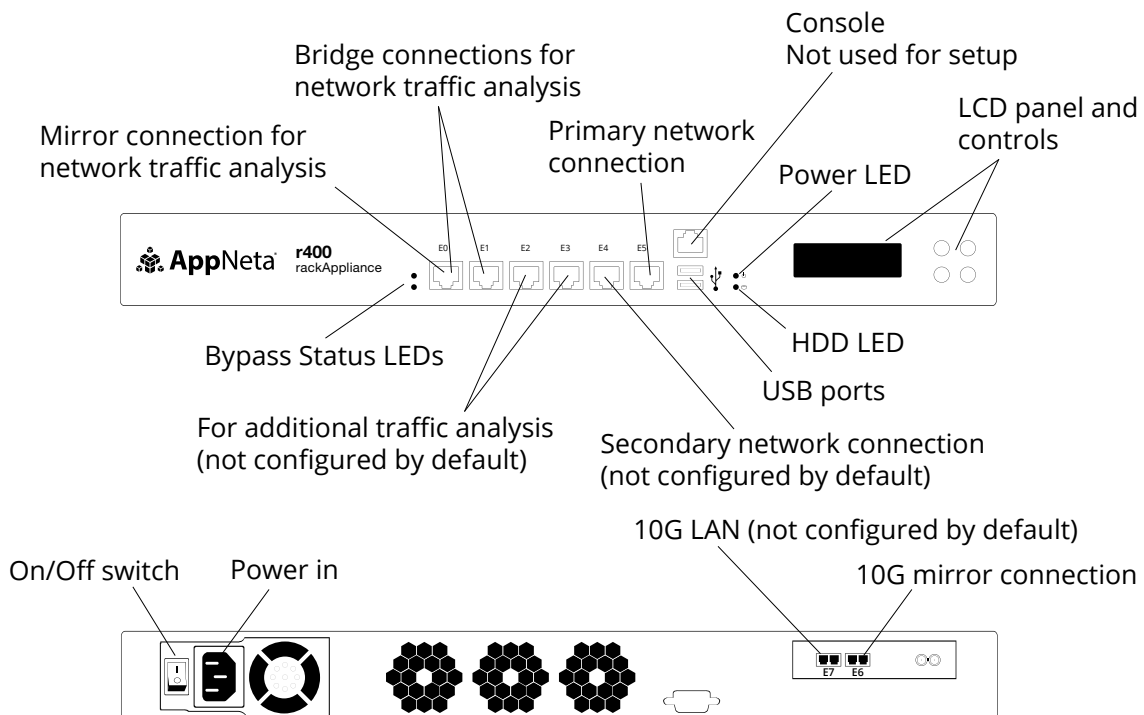 Console
Not used for setup
Bridge connections for
network traffic analysis
LCD panel and
controls
Mirror connection for
network traffic analysis
Primary network
connection
Power LED
AppNeta
r400
rackAppliance
E0 E1 E2 E3 E4 E5
Bypass Status LEDs
HDD LED
USB ports
For additional traffic analysis
(not configured by default)
Secondary network connection
(not configured by default)
10G LAN (not configured by default)
On/Off switch
Power in
10G mirror connection
E7 E6